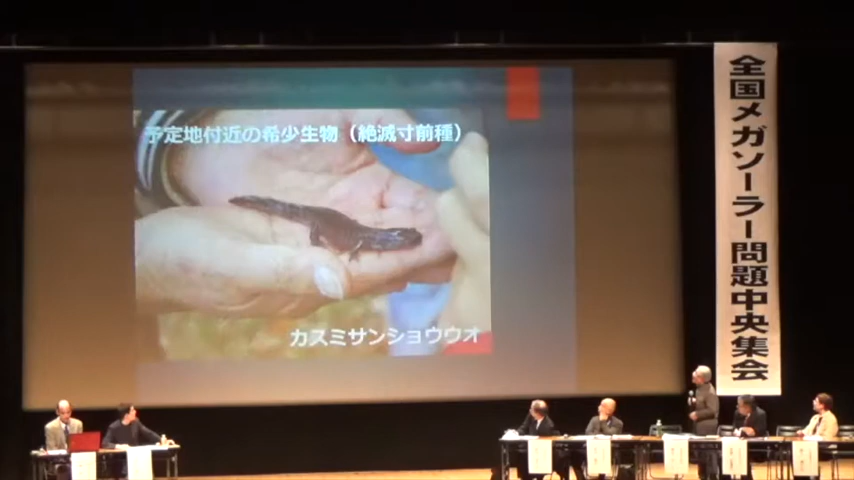 予定地付近の希少生物（絶滅寸前種）
カスミサンショウウオ
全国メガソーラー問題中央集会